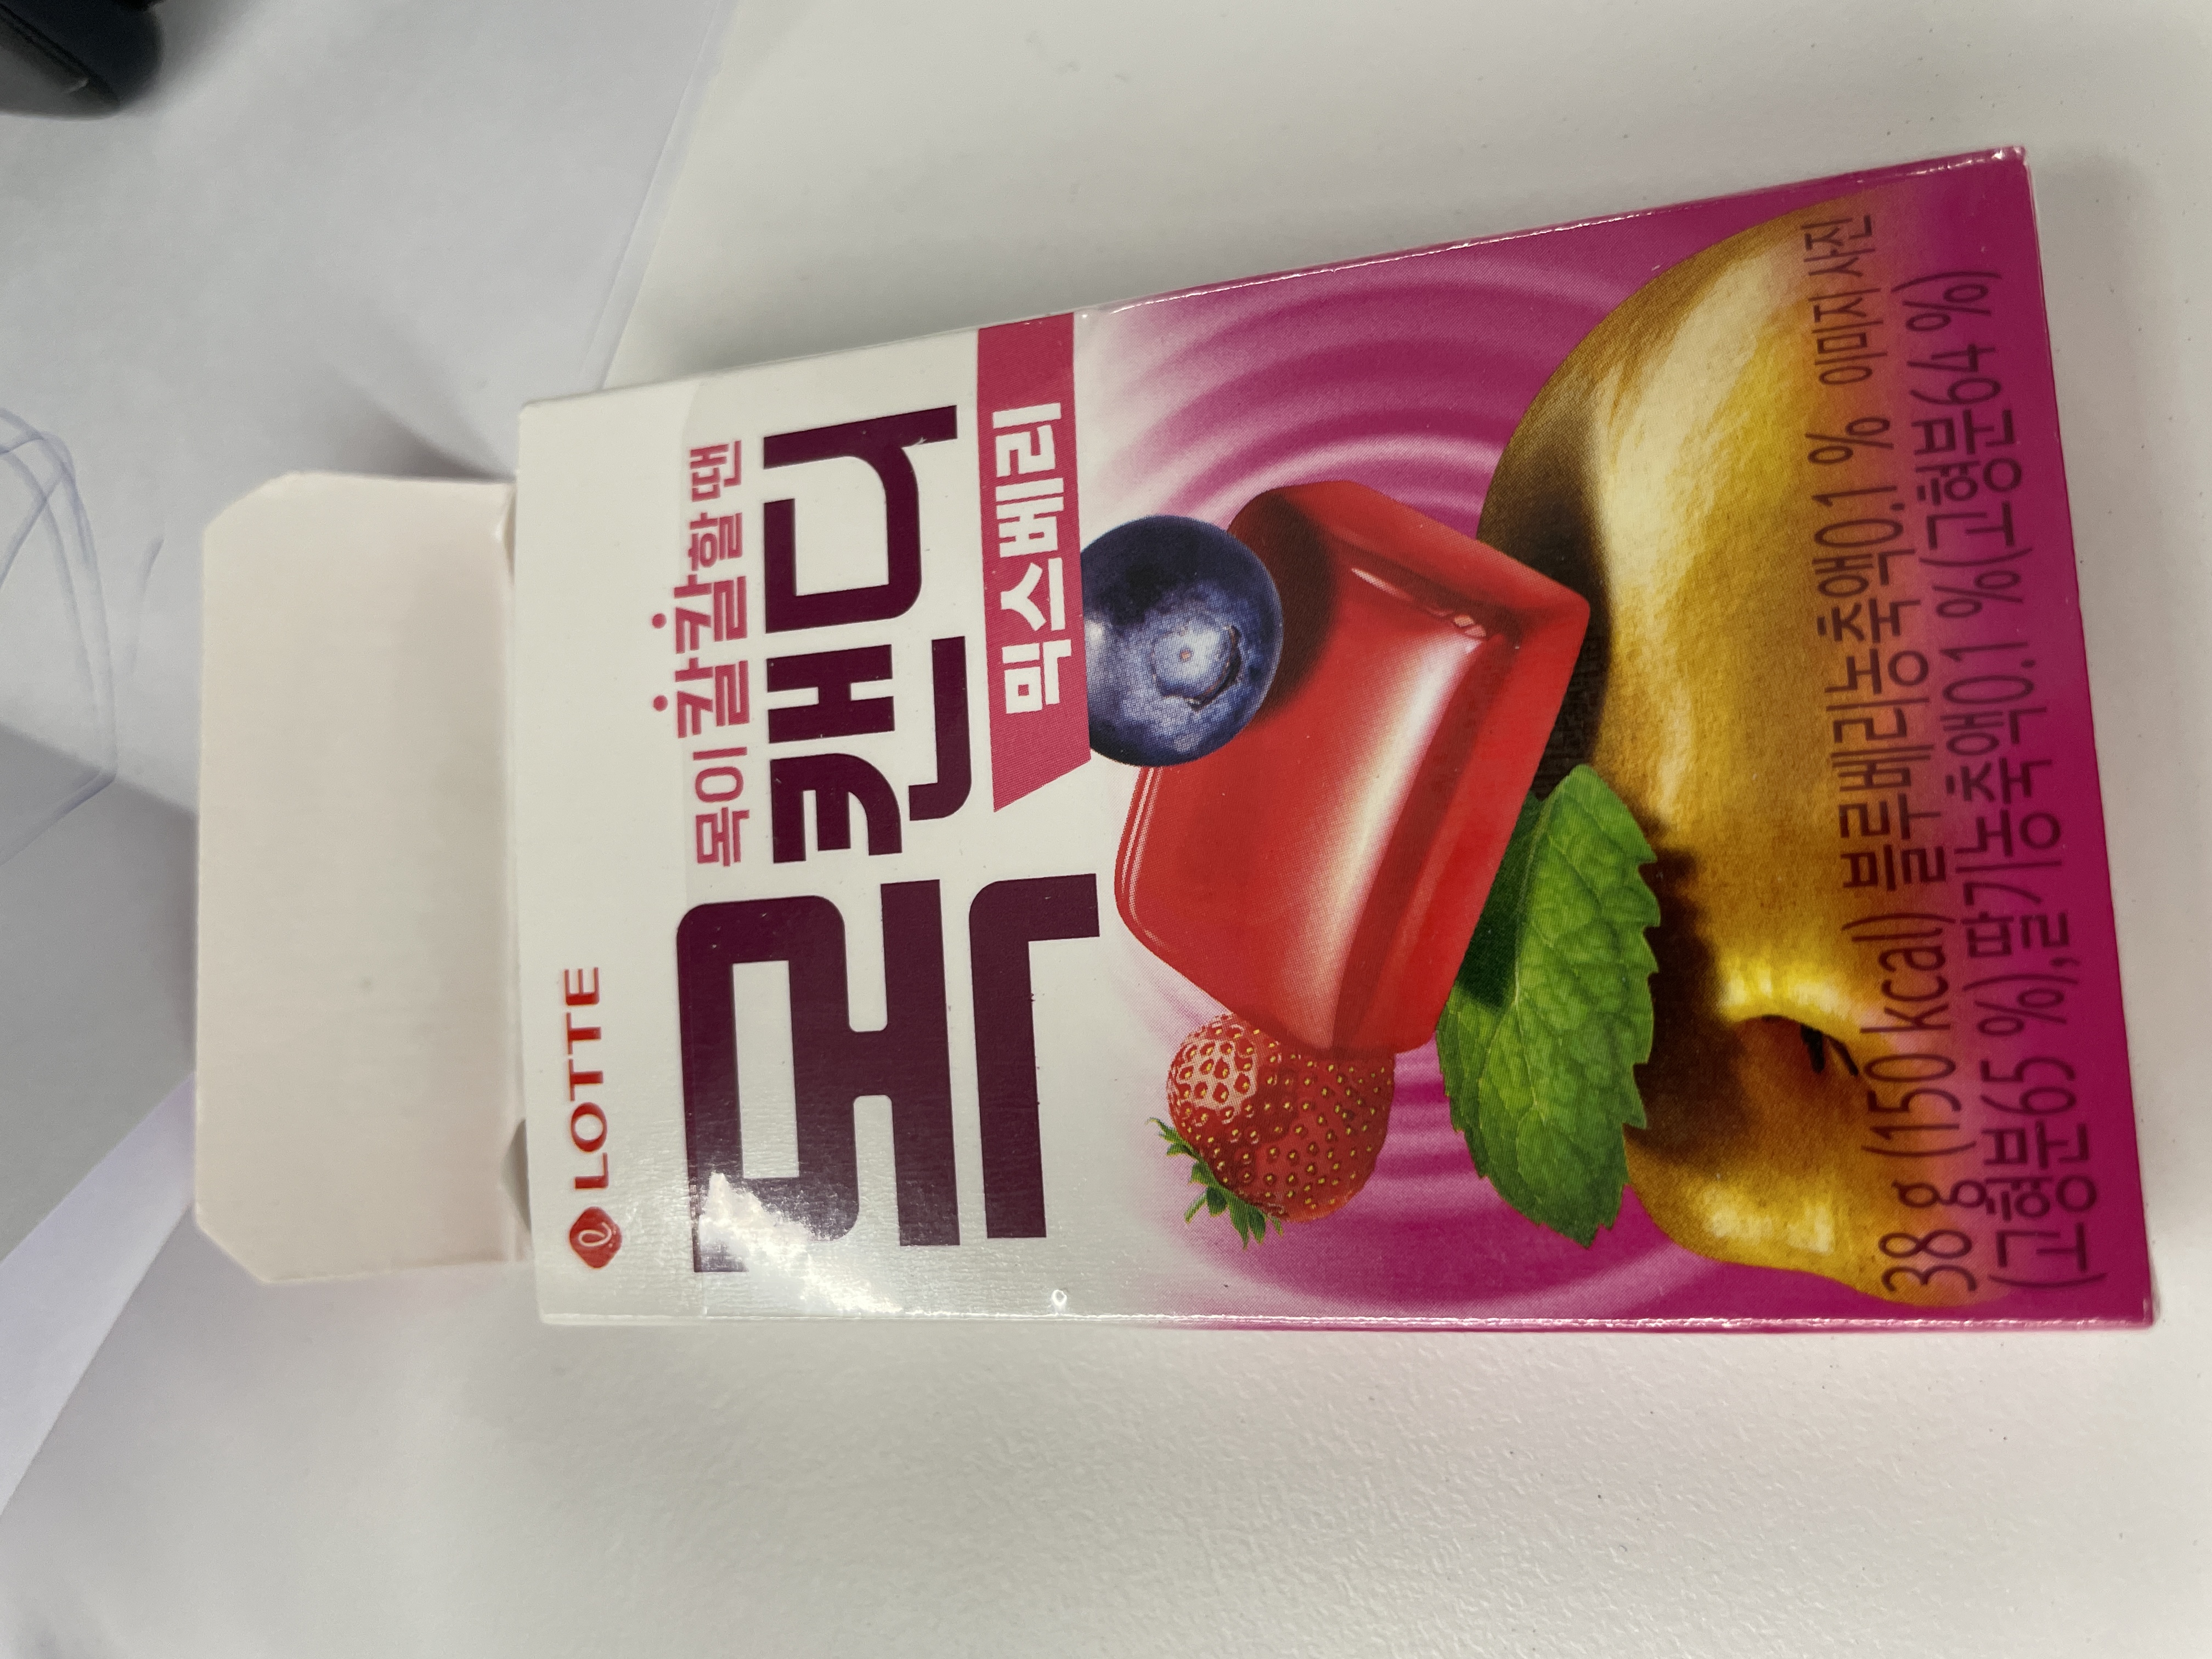 LOTTE
목이 칼칼할 땐
목캔디
믹스베리
38 g (150 kcal) 블루베리농축액0.1 % 이미지 사진
(고형분65 %),딸기농축액0.1 %(고형분64 %)